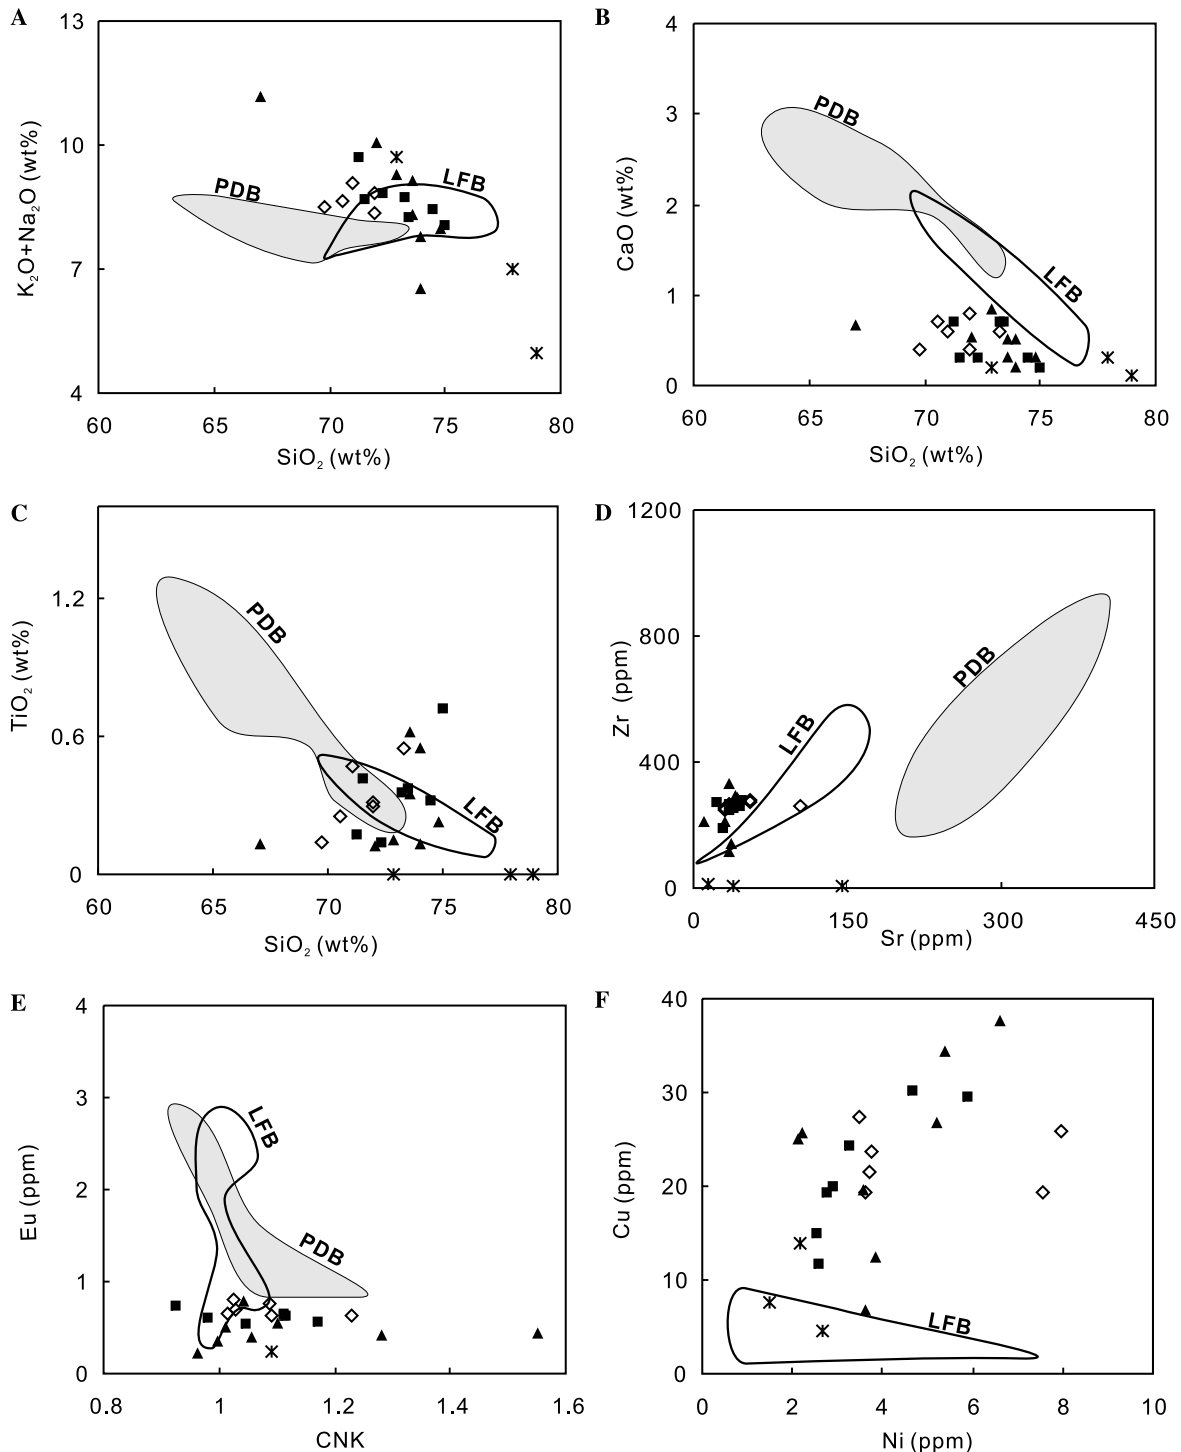 A
13
10
7
4
K₂O+Na₂O (wt%)
PDB
LFB
60
65
70
75
80
SiO₂ (wt%)
B
4
3
2
1
0
CaO (wt%)
PDB
LFB
60
65
70
75
80
SiO₂ (wt%)
C
1.2
0.6
0
TiO₂ (wt%)
PDB
LFB
60
65
70
75
80
SiO₂ (wt%)
D
1200
800
400
0
Zr (ppm)
LFB
PDB
0
150
300
450
Sr (ppm)
E
4
3
2
1
0
Eu (ppm)
LFB
PDB
0.8
1
1.2
1.4
1.6
CNK
F
40
30
20
10
0
Cu (ppm)
LFB
0
2
4
6
8
10
Ni (ppm)